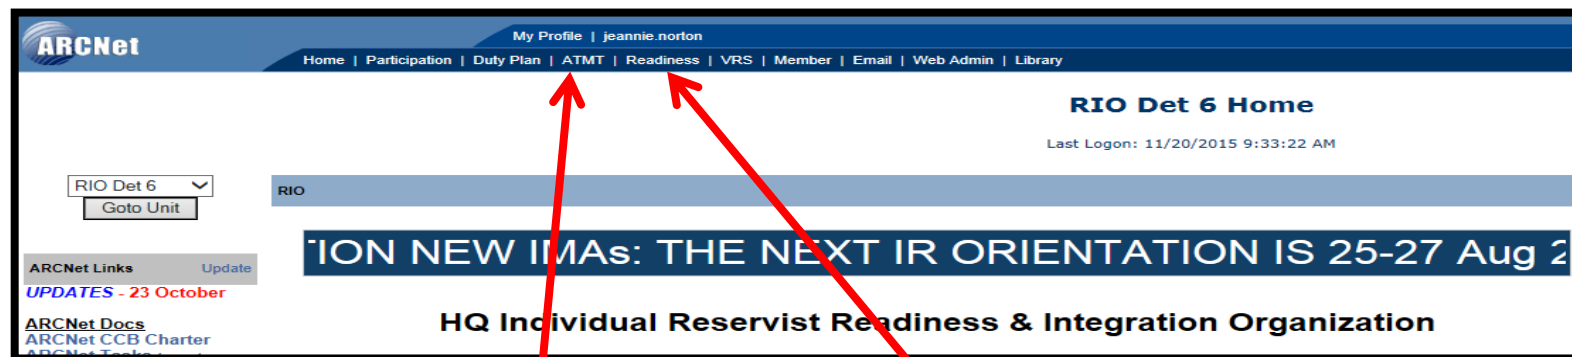 ARCNet
My Profile | jeannie.norton
Home | Participation | Duty Plan | ATMT | Readiness | VRS | Member | Email | Web Admin | Library
RIO Det 6 Home
Last Logon: 11/20/2015 9:33:22 AM
RIO Det 6
Goto Unit
RIO
TION NEW IMAs: THE NEXT IR ORIENTATION IS 25-27 Aug 2
ARCNet Links Update
UPDATES - 23 October
ARCNet Docs
ARCNet CCB Charter
HQ Individual Reservist Readiness & Integration Organization